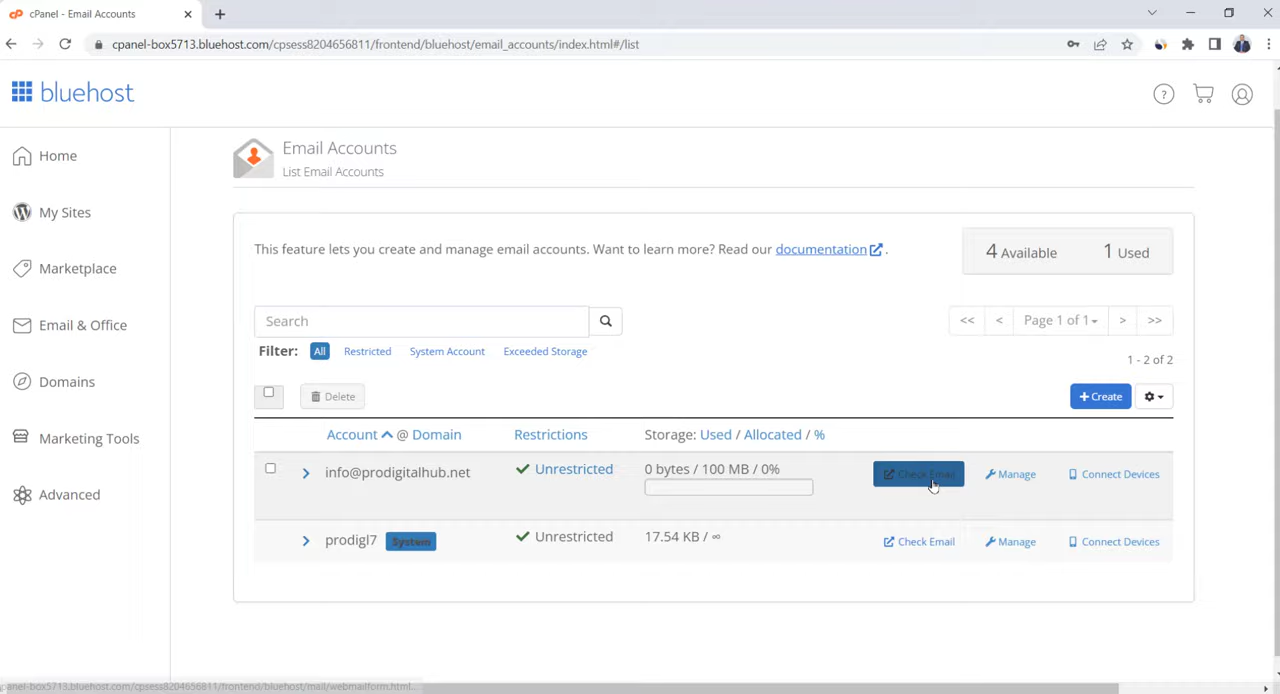 cPanel - Email Accounts
cpanel-box5713.bluehost.com/cpsess8204656811/frontend/bluehost/email_accounts/index.html#/list
bluehost
Home
My Sites
Marketplace
Email & Office
Domains
Marketing Tools
Advanced
Email Accounts
List Email Accounts
This feature lets you create and manage email accounts. Want to learn more? Read our documentation .
4 Available 1 Used
Search
<< < Page 1 of 1 > >>
Filter: All Restricted System Account Exceeded Storage
1 - 2 of 2
Delete
+ Create
Account @ Domain Restrictions Storage: Used / Allocated / %
info@prodigitalhub.net Unrestricted 0 bytes / 100 MB / 0% Check Email Manage Connect Devices
prodigl7 System Unrestricted 17.54 KB / ∞ Check Email Manage Connect Devices
panel-box5713.bluehost.com/cpsess8204656811/frontend/bluehost/mail/webmailform.html...